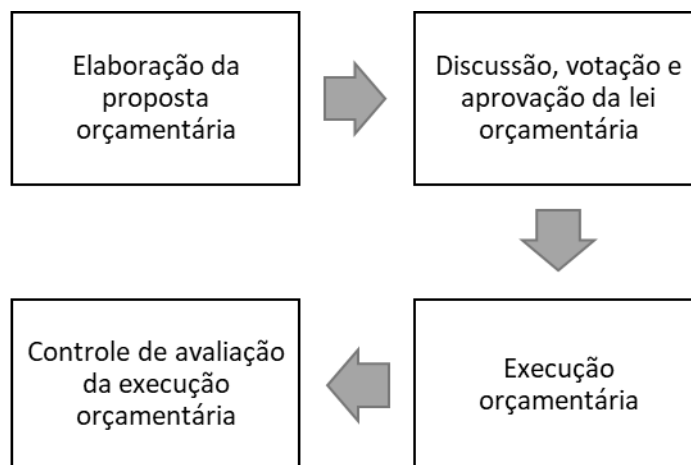 Elaboração da
proposta
orçamentária
Discussão, votação e
aprovação da lei
orçamentária
Execução
orçamentária
Controle de avaliação
da execução
orçamentária